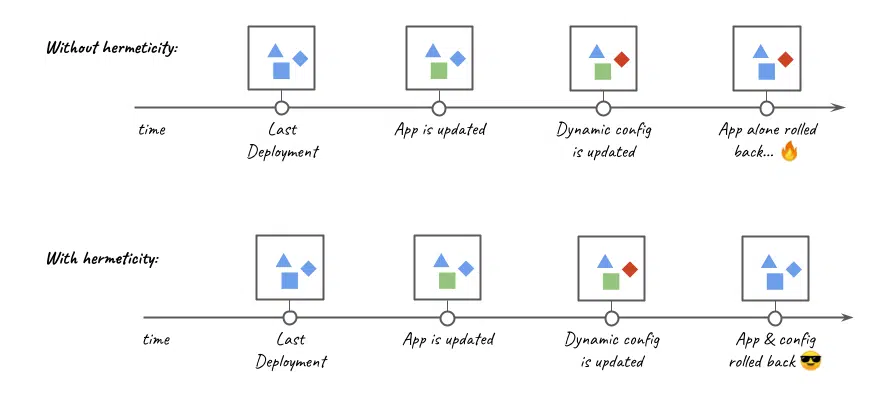 Without hermeticity:
time
Last
Deployment
App is updated
Dynamic config
is updated
App alone rolled
back... 🔥
With hermeticity:
time
Last
Deployment
App is updated
Dynamic config
is updated
App & config
rolled back 😎